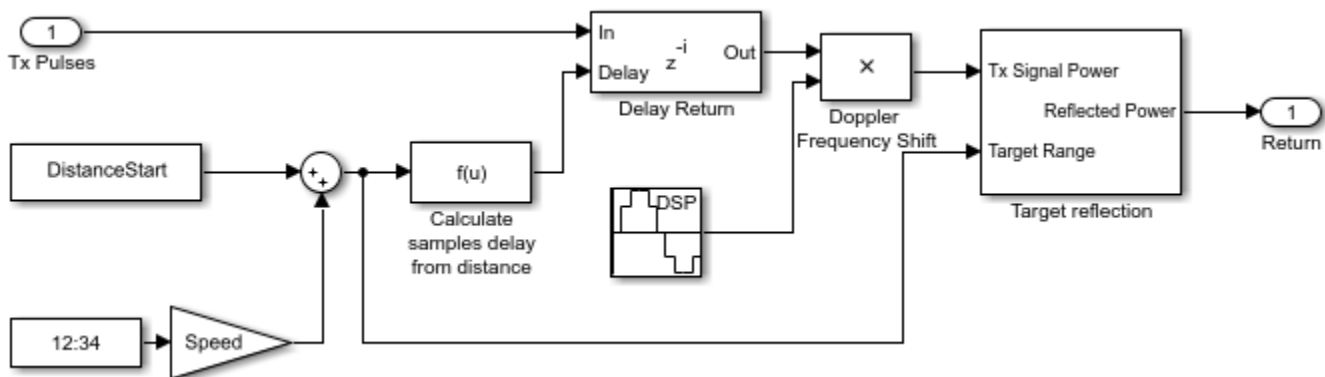 1
Tx Pulses
In
Delay
z-i
Out
Delay Return
×
Doppler
Frequency Shift
Tx Signal Power
Reflected Power
Target Range
Target reflection
1
Return
DistanceStart
++
f(u)
Calculate
samples delay
from distance
DSP
12:34
Speed